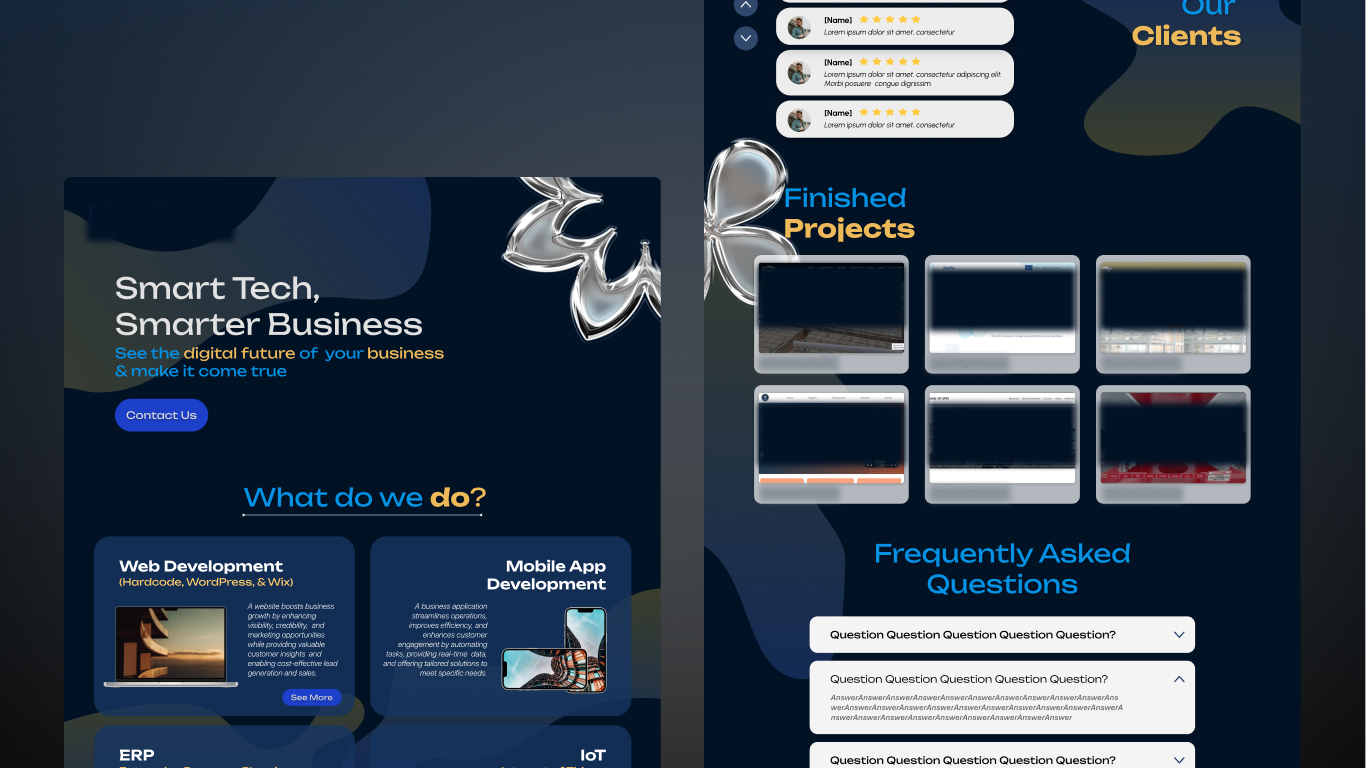 Smart Tech,
Smarter Business
See the digital future of your business
& make it come true
Contact Us
What do we do?
Web Development
(Hardcode, WordPress, & Wix)
A website boosts business
growth by enhancing
visibility, credibility, and
marketing opportunities
while providing valuable
customer insights and
enabling cost-effective lead
generation and sales.
See More
Mobile App
Development
A business application
streamlines operations,
improves efficiency, and
enhances customer
engagement by automating
tasks, providing real-time data,
and offering tailored solutions to
meet specific needs.
ERP
IoT
Our
Clients
[Name]
Lorem ipsum dolor sit amet, consectetur
[Name]
Lorem ipsum dolor sit amet, consectetur adipiscing elit.
Morbi posuere congue dignissim
[Name]
Lorem ipsum dolor sit amet, consectetur
Finished
Projects
Frequently Asked
Questions
Question Question Question Question Question?
Question Question Question Question Question?
AnswerAnswerAnswerAnswerAnswerAnswerAnswerAnswerAnswerAnswerAns
werAnswerAnswerAnswerAnswerAnswerAnswerAnswerAnswerAnswerAnswerA
nswerAnswerAnswerAnswerAnswerAnswerAnswerAnswerAnswer
Question Question Question Question Question?